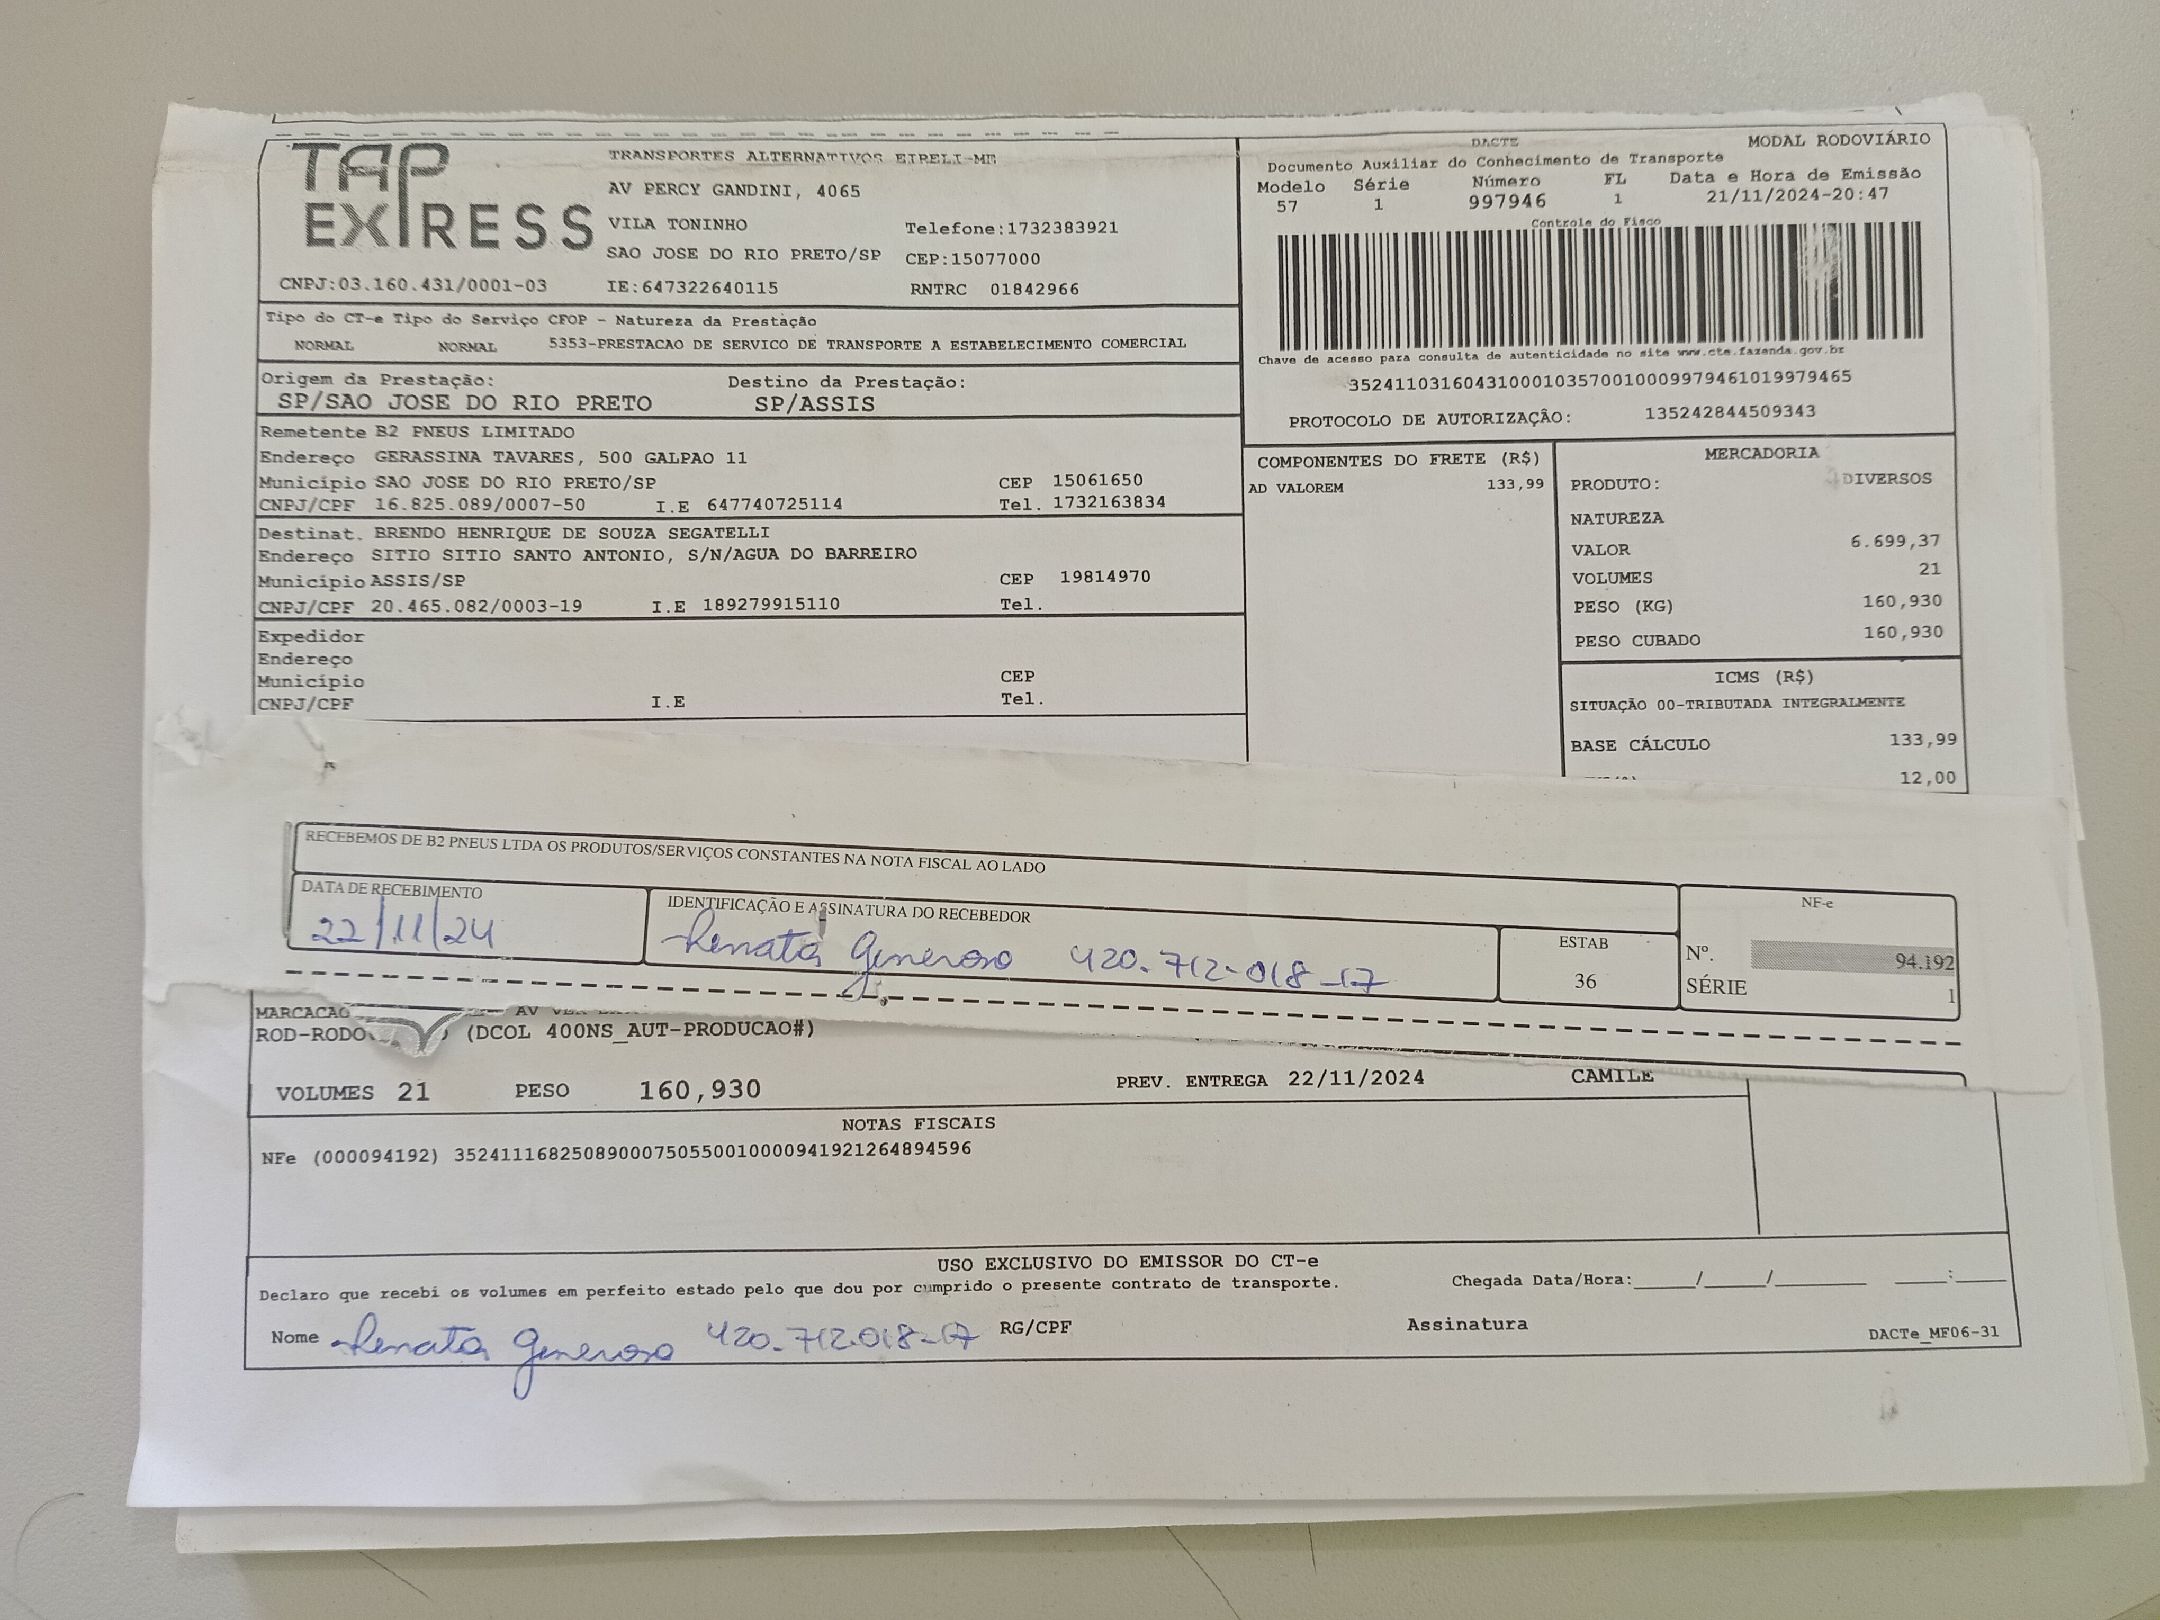 TAP EXPRESS
TRANSPORTES ALTERNATIVOS EIRELI-ME
AV PERCY GANDINI, 4065
VILA TONINHO Telefone:1732383921
SAO JOSE DO RIO PRETO/SP CEP:15077000
CNPJ:03.160.431/0001-03 IE:647322640115 RNTRC 01842966
DACTE MODAL RODOVIÁRIO
Documento Auxiliar do Conhecimento de Transporte
Modelo Série Número FL Data e Hora de Emissão
57 1 997946 1 21/11/2024-20:47
Controle do Fisco
Chave de acesso para consulta de autenticidade no site www.cte.fazenda.gov.br
35241103160431000103570010009979461019979465
PROTOCOLO DE AUTORIZAÇÃO: 135242844509343
Tipo do CT-e Tipo do Serviço CFOP - Natureza da Prestação
NORMAL NORMAL 5353-PRESTACAO DE SERVICO DE TRANSPORTE A ESTABELECIMENTO COMERCIAL
Origem da Prestação: Destino da Prestação:
SP/SAO JOSE DO RIO PRETO SP/ASSIS
Remetente B2 PNEUS LIMITADO
Endereço GERASSINA TAVARES, 500 GALPAO 11
Município SAO JOSE DO RIO PRETO/SP CEP 15061650
CNPJ/CPF 16.825.089/0007-50 I.E 647740725114 Tel. 1732163834
Destinat. BRENDO HENRIQUE DE SOUZA SEGATELLI
Endereço SITIO SITIO SANTO ANTONIO, S/N/AGUA DO BARREIRO
Município ASSIS/SP CEP 19814970
CNPJ/CPF 20.465.082/0003-19 I.E 189279915110 Tel.
Expedidor
Endereço
Município CEP
CNPJ/CPF I.E Tel.
COMPONENTES DO FRETE (R$)
AD VALOREM 133,99
MERCADORIA
PRODUTO: DIVERSOS
NATUREZA
VALOR 6.699,37
VOLUMES 21
PESO (KG) 160,930
PESO CUBADO 160,930
ICMS (R$)
SITUAÇÃO 00-TRIBUTADA INTEGRALMENTE
BASE CÁLCULO 133,99
12,00
RECEBEMOS DE B2 PNEUS LTDA OS PRODUTOS/SERVIÇOS CONSTANTES NA NOTA FISCAL AO LADO
DATA DE RECEBIMENTO IDENTIFICAÇÃO E ASSINATURA DO RECEBEDOR ESTAB NF-e
22/11/24 Renata Generoso 420.712-018-17 36 Nº. 94.192
SÉRIE 1
MARCACAO AV
ROD-RODO (DCOL 400NS_AUT-PRODUCAO#)
VOLUMES 21 PESO 160,930 PREV. ENTREGA 22/11/2024 CAMILE
NOTAS FISCAIS
NFe (000094192) 35241116825089000750550010000941921264894596
USO EXCLUSIVO DO EMISSOR DO CT-e
Declaro que recebi os volumes em perfeito estado pelo que dou por cumprido o presente contrato de transporte. Chegada Data/Hora:____/____/______ ____:____
Nome Renata Generoso 420.712.018-17 RG/CPF Assinatura
DACTe_MF06-31